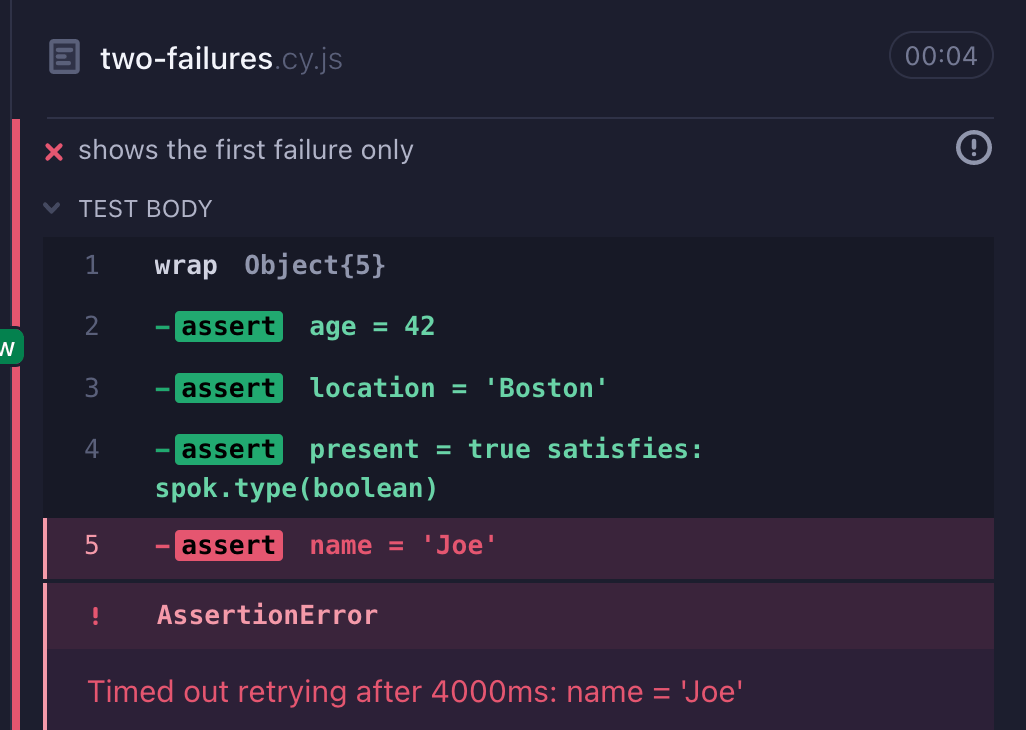 two-failures.cy.js 00:04
shows the first failure only
TEST BODY
1 wrap Object{5}
2 -assert age = 42
3 -assert location = 'Boston'
4 -assert present = true satisfies:
spok.type(boolean)
w
5 -assert name = 'Joe'
! AssertionError
Timed out retrying after 4000ms: name = 'Joe'